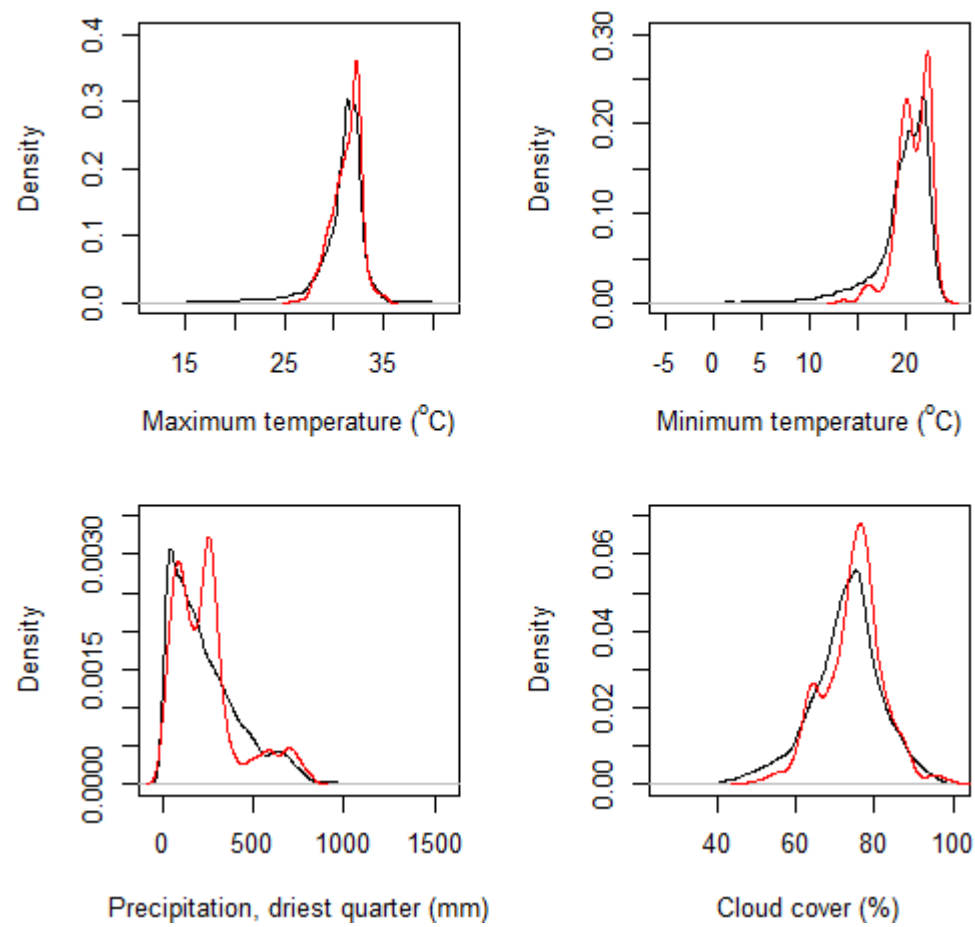 Density
0.0 0.1 0.2 0.3 0.4
15 25 35
Maximum temperature (°C)
Density
0.00 0.10 0.20 0.30
-5 0 5 10 20
Minimum temperature (°C)
Density
0.0000 0.0015 0.0030
0 500 1000 1500
Precipitation, driest quarter (mm)
Density
0.00 0.02 0.04 0.06
40 60 80 100
Cloud cover (%)